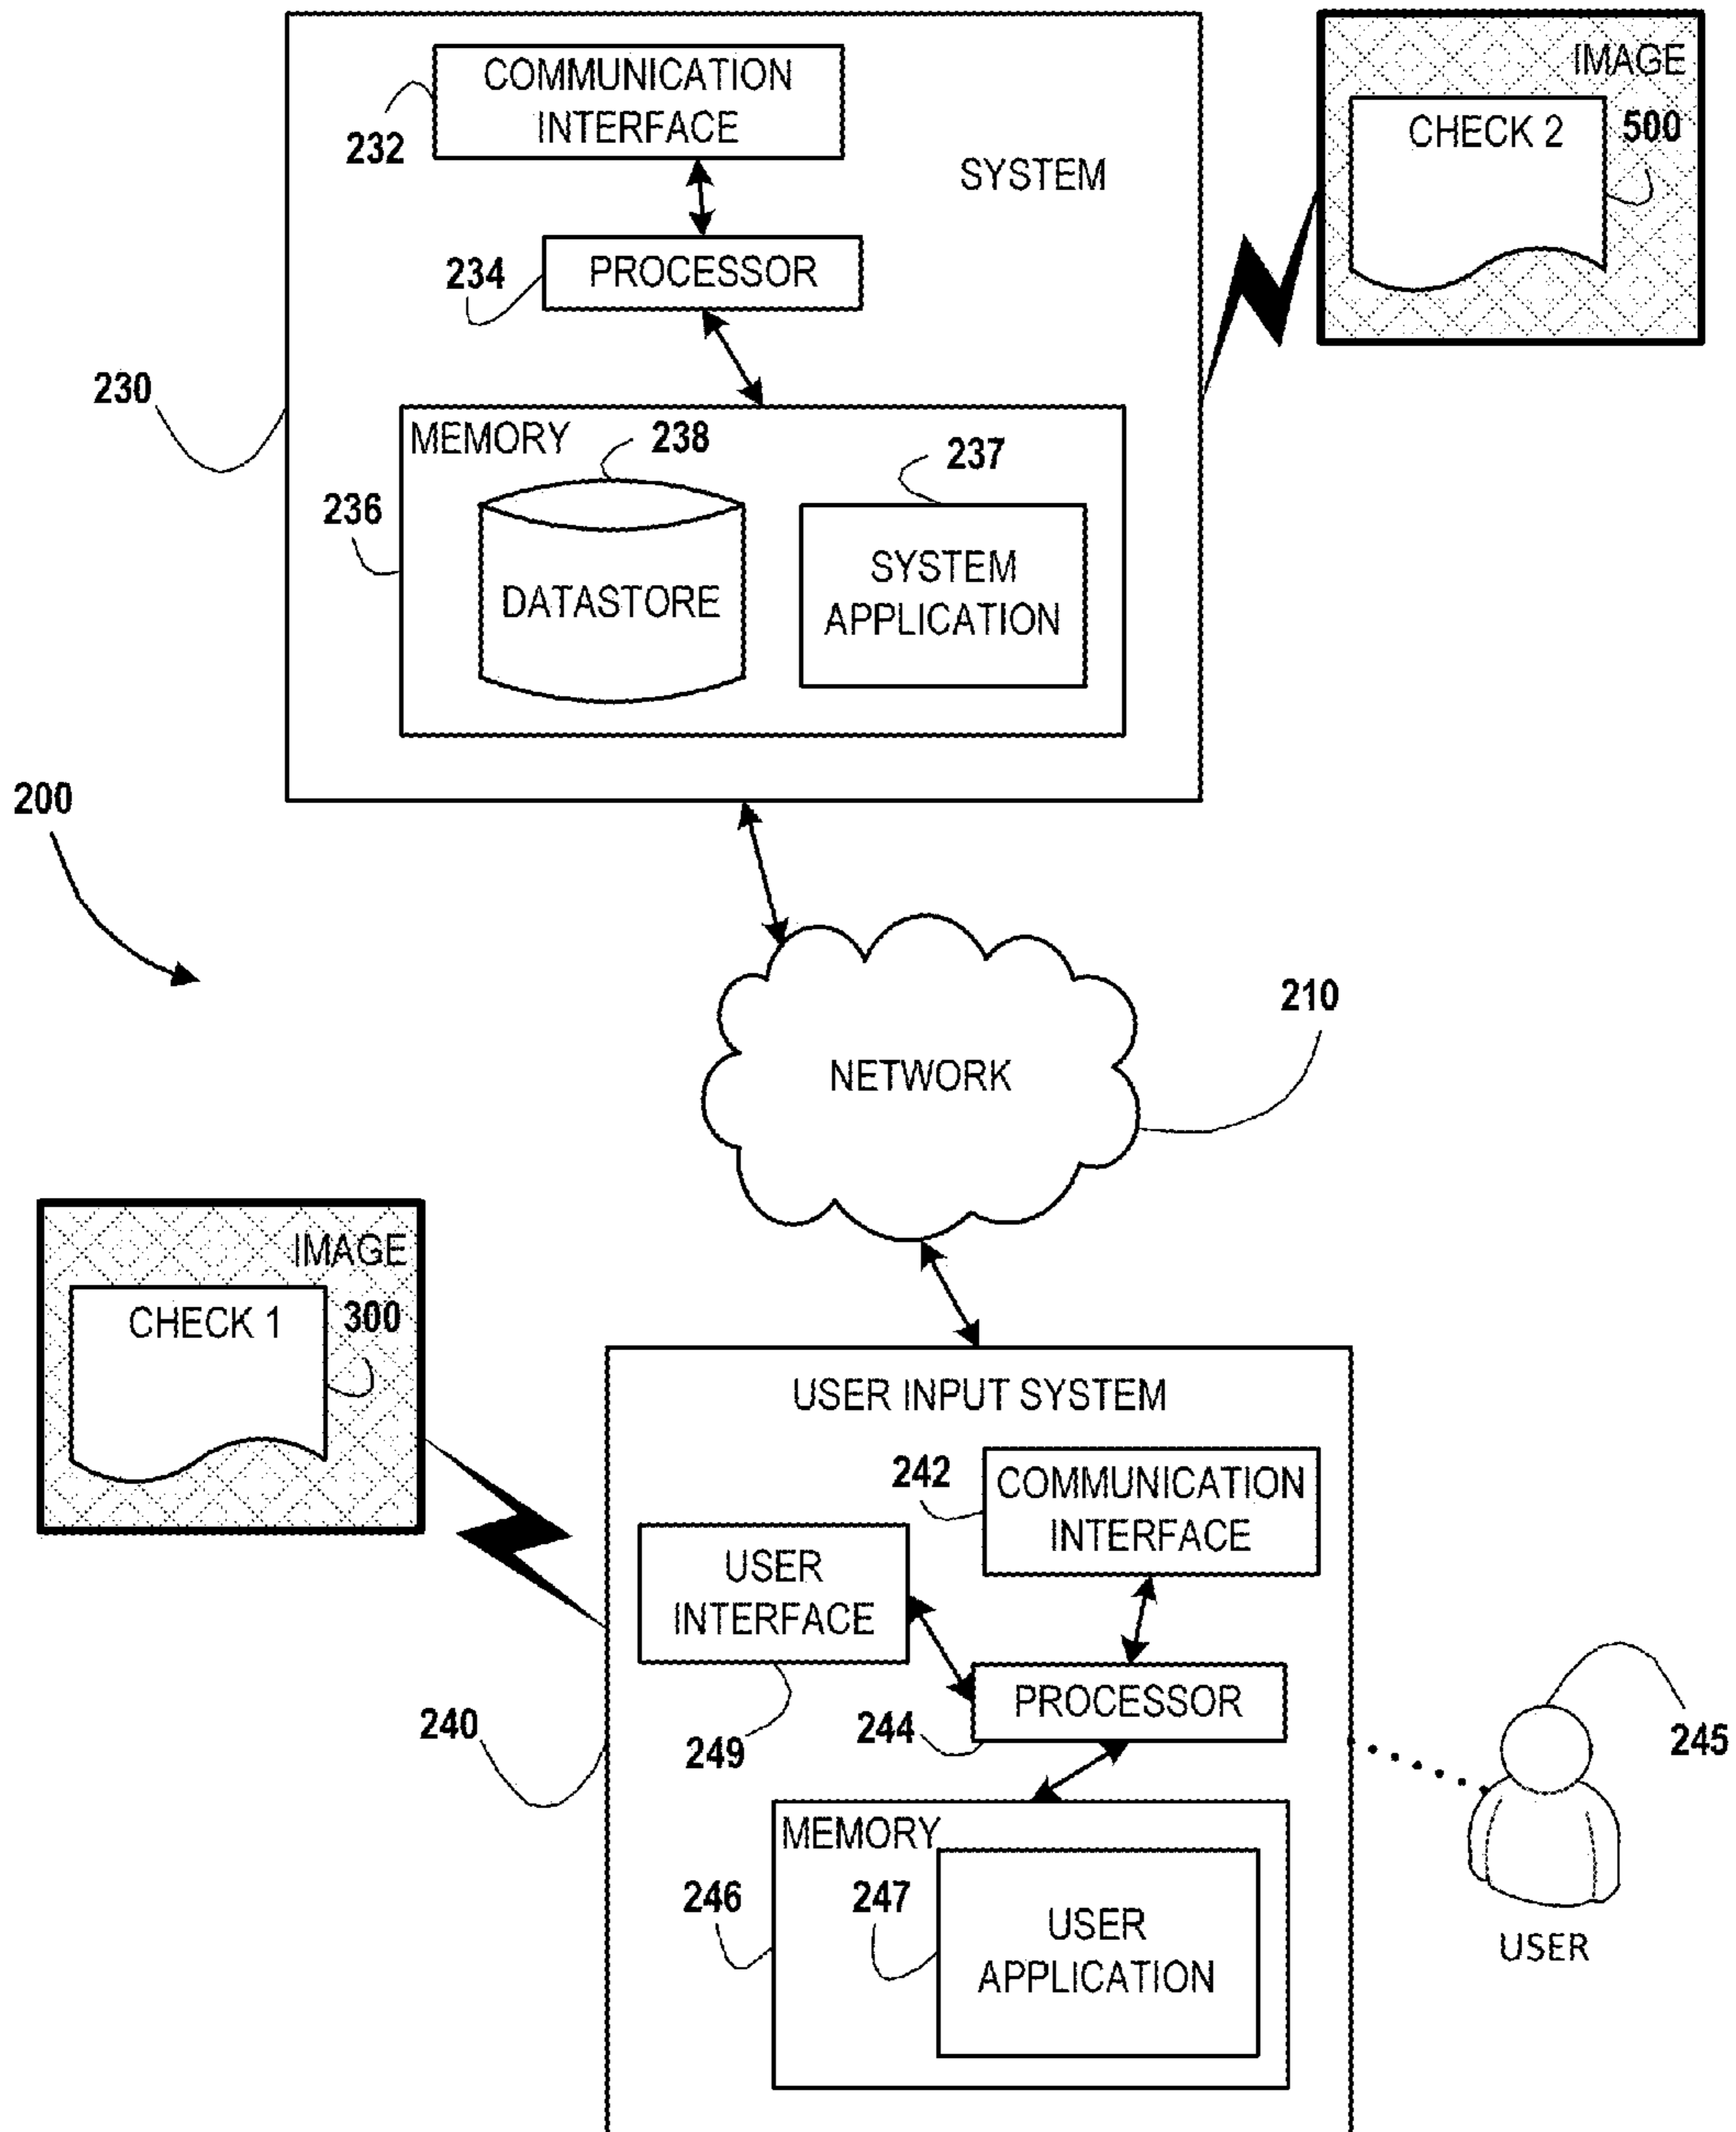 COMMUNICATION
INTERFACE
232
SYSTEM
IMAGE
CHECK 2
500
PROCESSOR
234
230
MEMORY
238
237
236
DATASTORE
SYSTEM
APPLICATION
200
NETWORK
210
IMAGE
CHECK 1
300
USER INPUT SYSTEM
242
COMMUNICATION
INTERFACE
USER
INTERFACE
249
PROCESSOR
244
240
245
USER
MEMORY
246
247
USER
APPLICATION